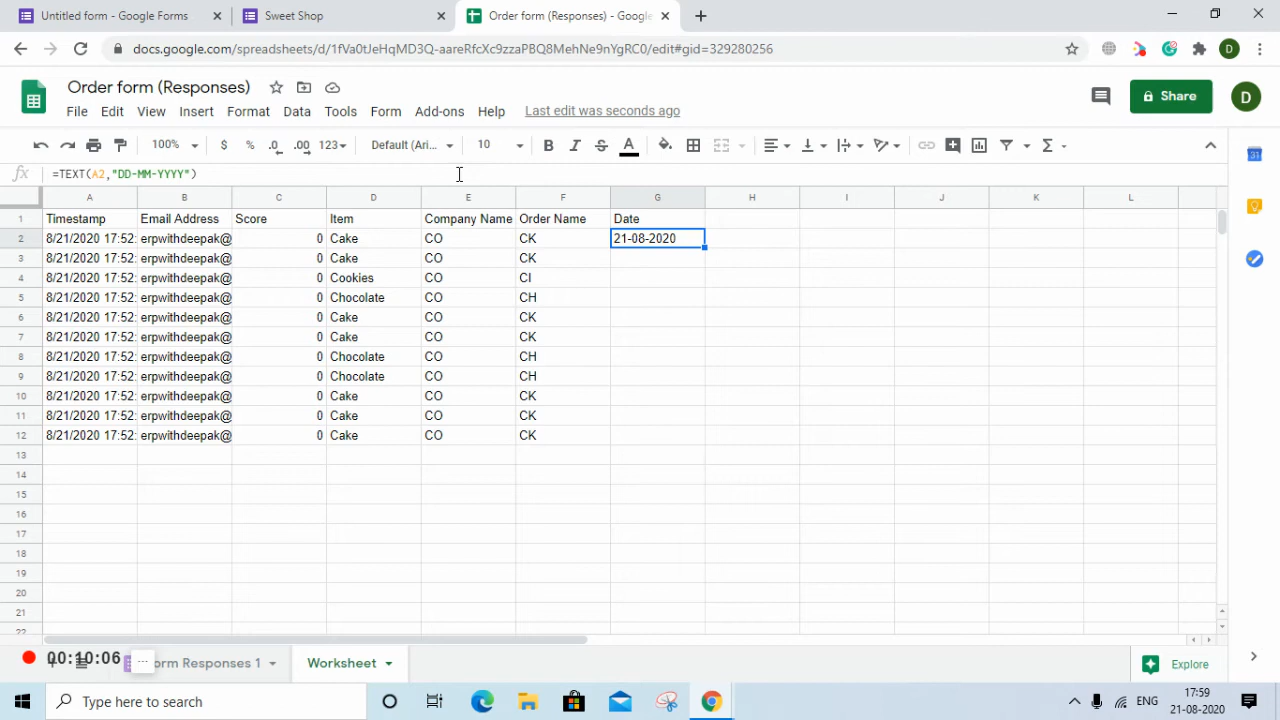 Untitled form - Google Forms
Sweet Shop
Order form (Responses) - Google
docs.google.com/spreadsheets/d/1fVa0tJeHqMD3Q-aareRfcXc9zzaPBQ8MehNe9nYgRC0/edit#gid=329280256
D
Order form (Responses)
File Edit View Insert Format Data Tools Form Add-ons Help Last edit was seconds ago
Share
D
100% $ % .0 .00 123 Default (Ari... 10 B I S A
fx =TEXT(A2,"DD-MM-YYYY")
A B C D E F G H I J K L
1 Timestamp Email Address Score Item Company Name Order Name Date
2 8/21/2020 17:52: erpwithdeepak@ 0 Cake CO CK 21-08-2020
3 8/21/2020 17:52: erpwithdeepak@ 0 Cake CO CK
4 8/21/2020 17:52: erpwithdeepak@ 0 Cookies CO CI
5 8/21/2020 17:52: erpwithdeepak@ 0 Chocolate CO CH
6 8/21/2020 17:52: erpwithdeepak@ 0 Cake CO CK
7 8/21/2020 17:52: erpwithdeepak@ 0 Cake CO CK
8 8/21/2020 17:52: erpwithdeepak@ 0 Chocolate CO CH
9 8/21/2020 17:52: erpwithdeepak@ 0 Chocolate CO CH
10 8/21/2020 17:52: erpwithdeepak@ 0 Cake CO CK
11 8/21/2020 17:52: erpwithdeepak@ 0 Cake CO CK
12 8/21/2020 17:52: erpwithdeepak@ 0 Cake CO CK
13
14
15
16
17
18
19
20
21
22
00:10:06 ... orm Responses 1 Worksheet Explore
Type here to search
ENG
17:59
21-08-2020